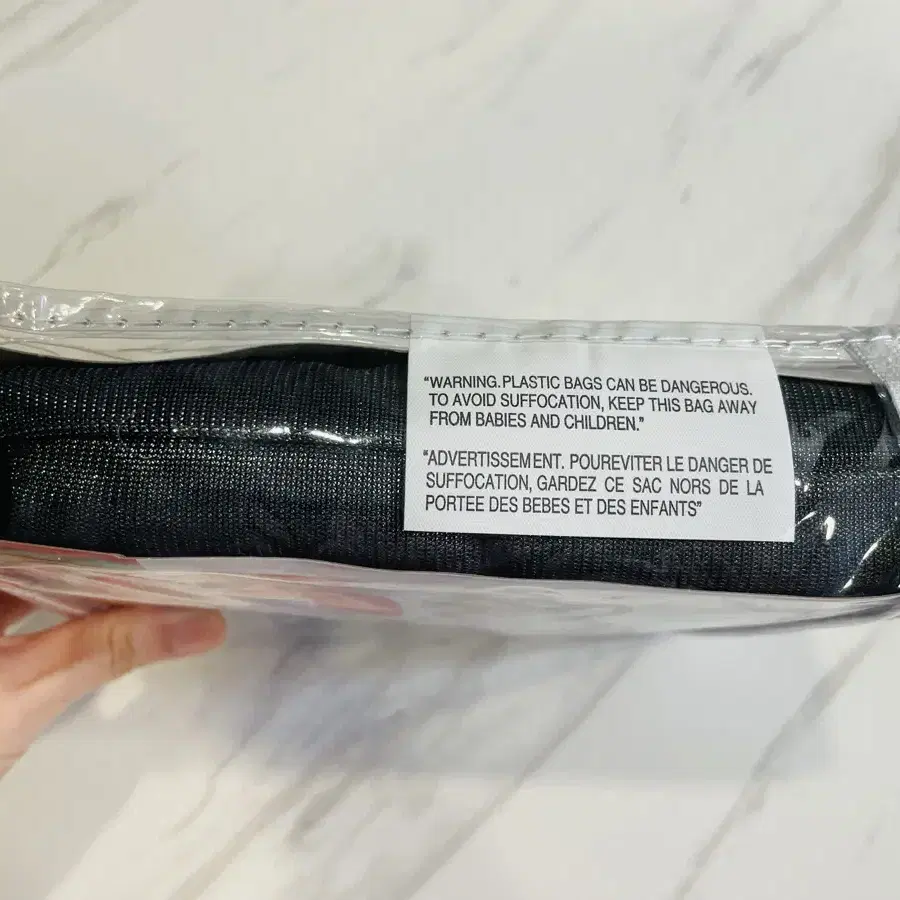 “WARNING.PLASTIC BAGS CAN BE DANGEROUS.
TO AVOID SUFFOCATION, KEEP THIS BAG AWAY
FROM BABIES AND CHILDREN.”
“ADVERTISSEMENT. POUREVITER LE DANGER DE
SUFFOCATION, GARDEZ CE SAC NORS DE LA
PORTEE DES BEBES ET DES ENFANTS”